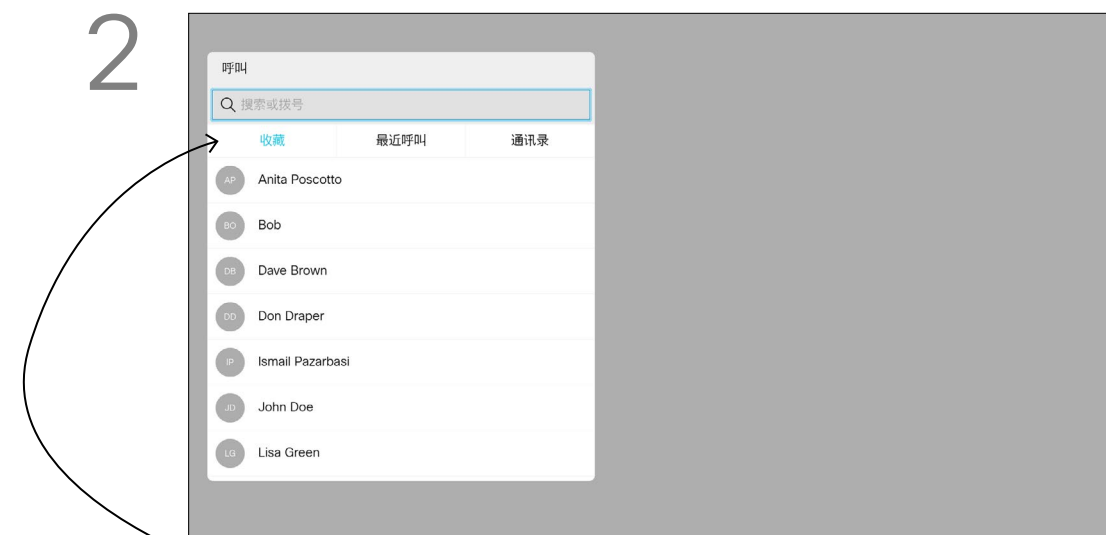 2
呼叫
搜索或拨号
收藏 最近呼叫 通讯录
AP Anita Poscotto
BO Bob
DB Dave Brown
DD Don Draper
IP Ismail Pazarbasi
JD John Doe
LG Lisa Green